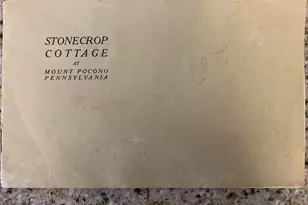 STONECROP
COTTAGE
AT
MOUNT POCONO
PENNSYLVANIA